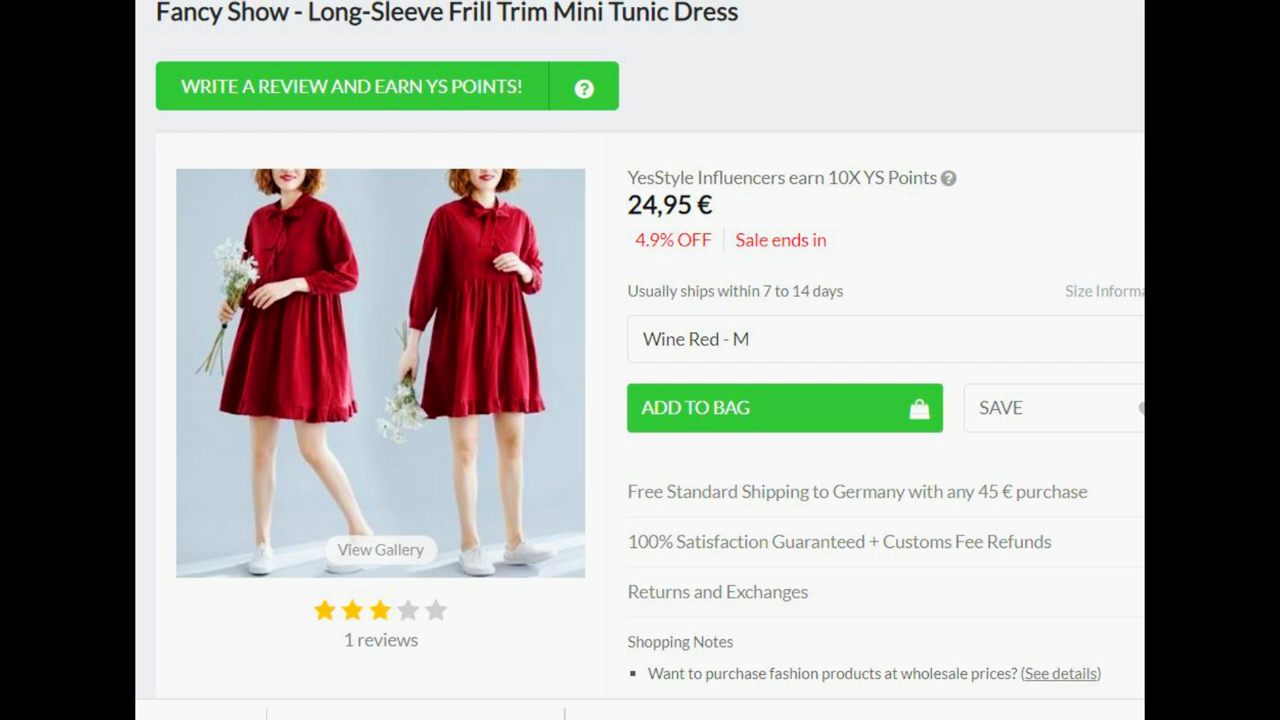 Fancy Show - Long-Sleeve Frill Trim Mini Tunic Dress
WRITE A REVIEW AND EARN YS POINTS!
?
View Gallery
1 reviews
YesStyle Influencers earn 10X YS Points ?
24,95 €
4.9% OFF
Sale ends in
Usually ships within 7 to 14 days
Size Informa
Wine Red - M
ADD TO BAG
SAVE
Free Standard Shipping to Germany with any 45 € purchase
100% Satisfaction Guaranteed + Customs Fee Refunds
Returns and Exchanges
Shopping Notes
Want to purchase fashion products at wholesale prices? (See details)